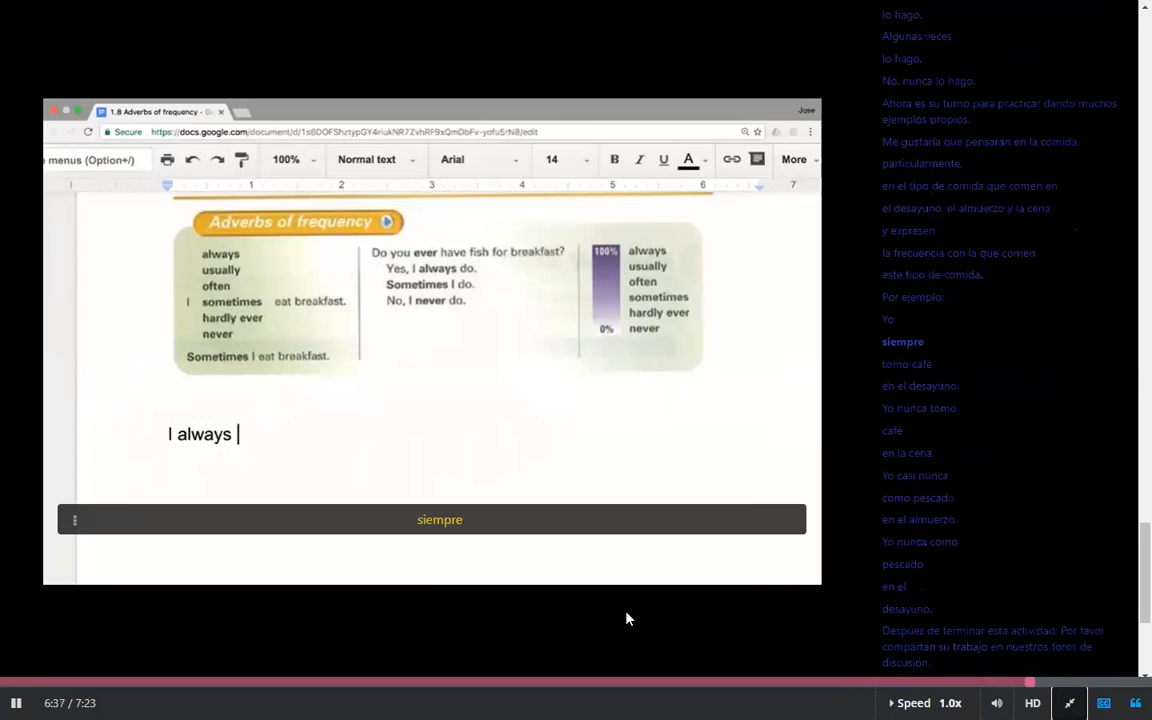 1.8 Adverbs of frequency - Go
Jose
Secure
n menus (Option+/)
100%
Normal text
Arial
14
B I U A
More
1 2 3 4 5 6 7
Adverbs of frequency
always
usually
often
I sometimes eat breakfast.
hardly ever
never
Sometimes I eat breakfast.
Do you ever have fish for breakfast?
Yes, I always do.
Sometimes I do.
No, I never do.
100% always
usually
often
sometimes
hardly ever
0% never
I always
siempre
lo hago.
Algunas veces
lo hago.
No, nunca lo hago.
Ahora es su turno para practicar dando muchos
ejemplos propios.
Me gustaría que pensaran en la comida,
particularmente,
en el tipo de comida que comen en
el desayuno, el almuerzo y la cena
y expresen
la frecuencia con la que comen
este tipo de comida.
Por ejemplo:
Yo
siempre
tomo café
en el desayuno.
Yo nunca tomo
café
en la cena.
Yo casi nunca
como pescado
en el almuerzo.
Yo nunca como
pescado
en el
desayuno.
Después de terminar esta actividad: Por favor
compartan su trabajo en nuestros foros de
discusión.
6:37 / 7:23
Speed 1.0x
HD